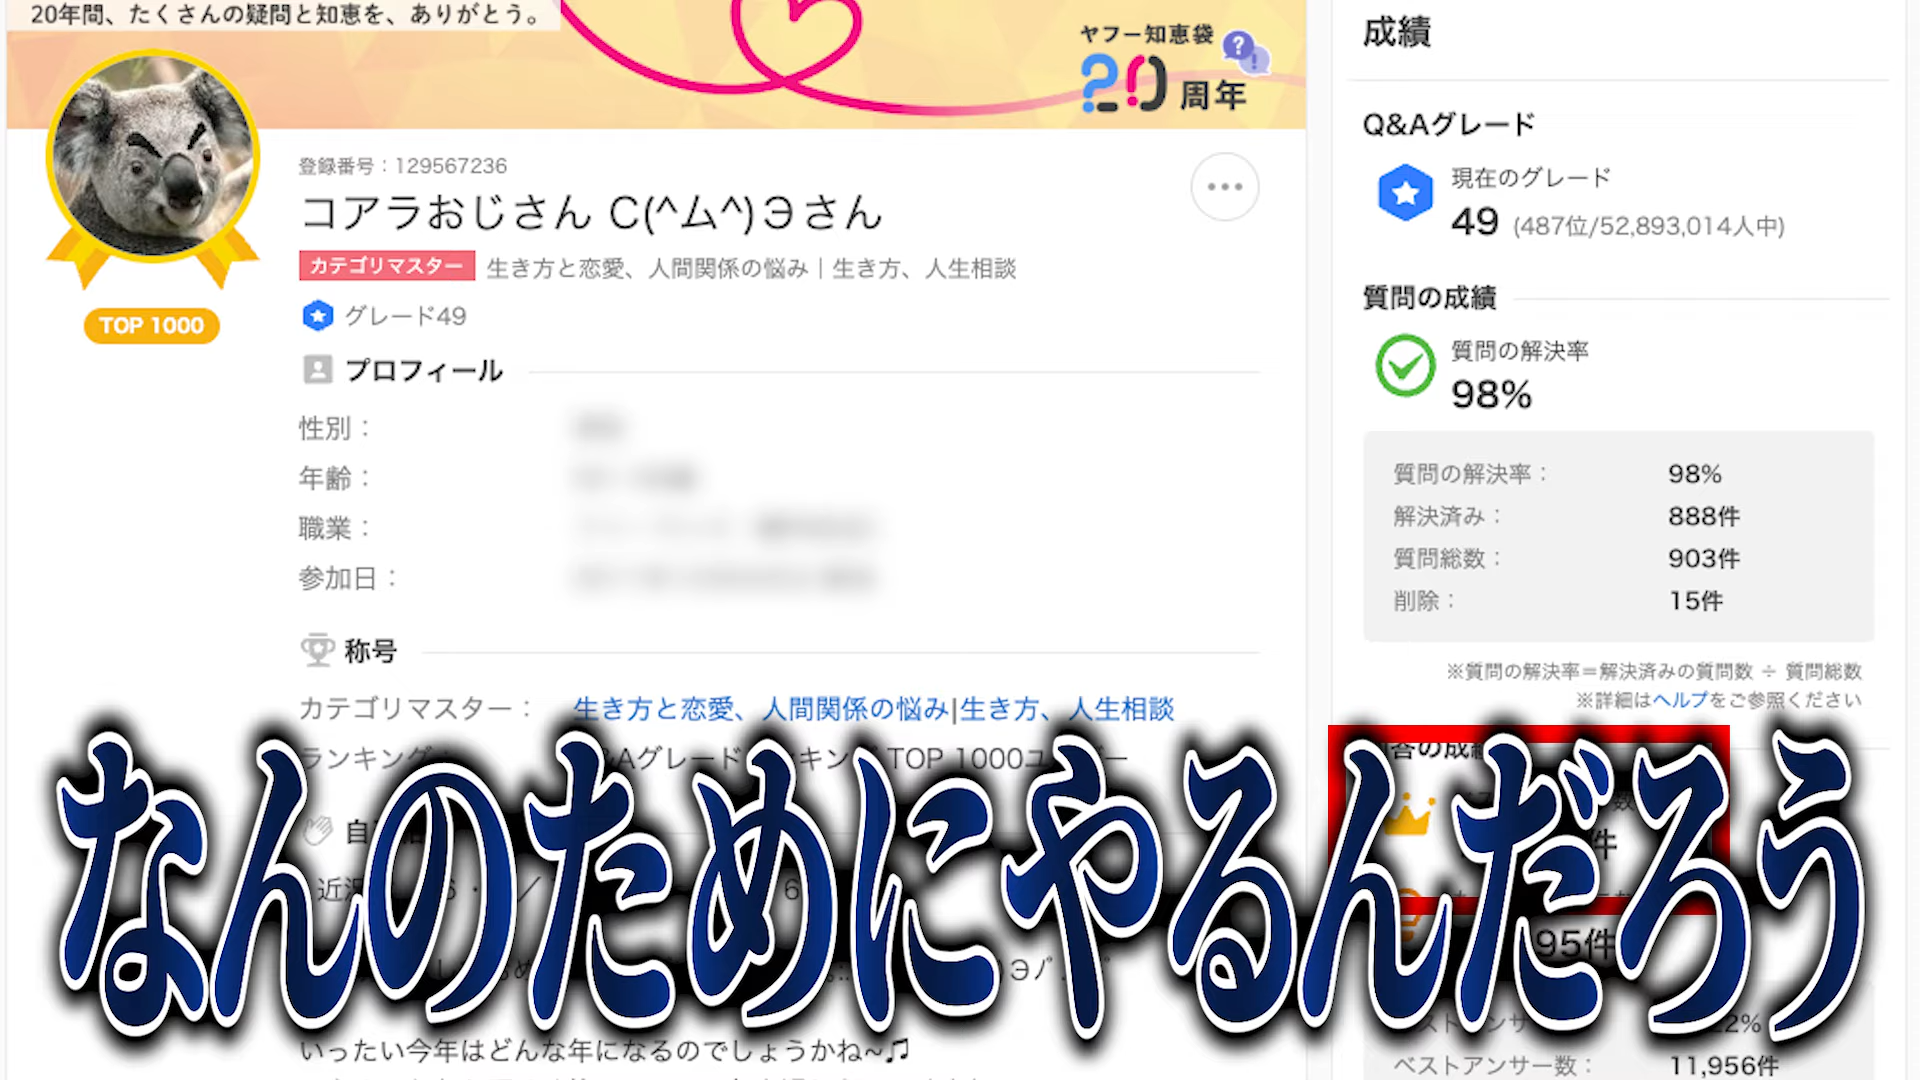 20年間、たくさんの疑問と知恵を、ありがとう。
ヤフー知恵袋
20周年
TOP 1000
登録番号：129567236
コアラおじさん C(^ム^)Эさん
カテゴリマスター 生き方と恋愛、人間関係の悩み｜生き方、人生相談
グレード49
プロフィール
性別：
年齢：
職業：
参加日：
称号
カテゴリマスター： 生き方と恋愛、人間関係の悩み|生き方、人生相談
ランキング
TOP 1000
なんのためにやるんだろう
いったい今年はどんな年になるのでしょうかね~♫
成績
Q&Aグレード
現在のグレード
49 (487位/52,893,014人中)
質問の成績
質問の解決率
98%
質問の解決率： 98%
解決済み： 888件
質問総数： 903件
削除： 15件
※質問の解決率＝解決済みの質問数 ÷ 質問総数
※詳細はヘルプをご参照ください
件
95件
ベストアンサー数： 11,956件